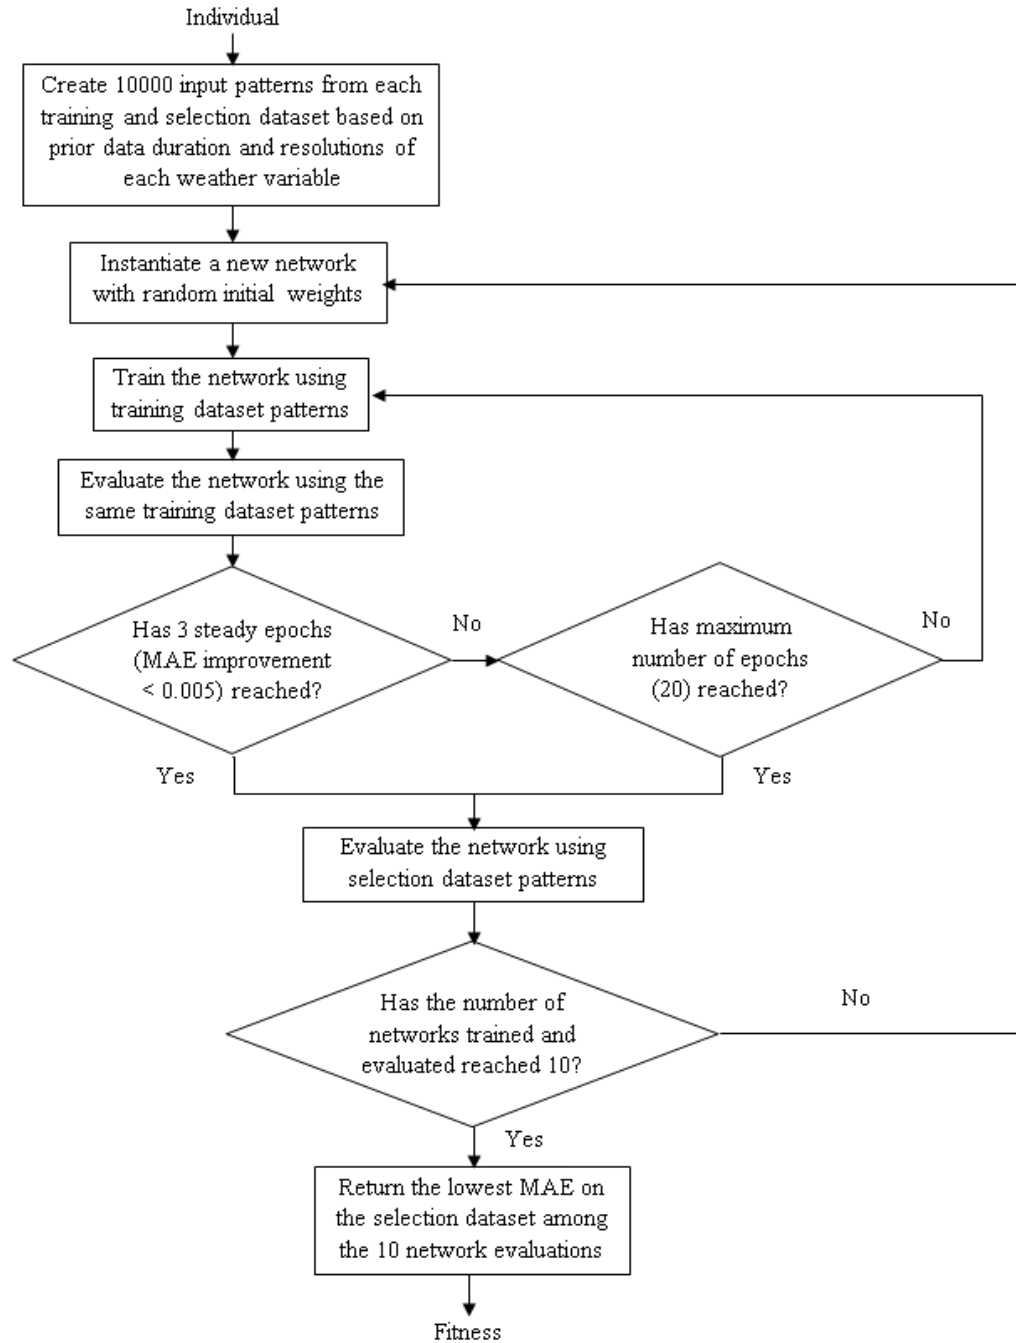 Individual
Create 10000 input patterns from each
training and selection dataset based on
prior data duration and resolutions of
each weather variable
Instantiate a new network
with random initial weights
Train the network using
training dataset patterns
Evaluate the network using the
same training dataset patterns
Has 3 steady epochs
(MAE improvement
< 0.005) reached?
No
Has maximum
number of epochs
(20) reached?
No
Yes
Yes
Evaluate the network using
selection dataset patterns
Has the number of
networks trained and
evaluated reached 10?
No
Yes
Return the lowest MAE on
the selection dataset among
the 10 network evaluations
Fitness